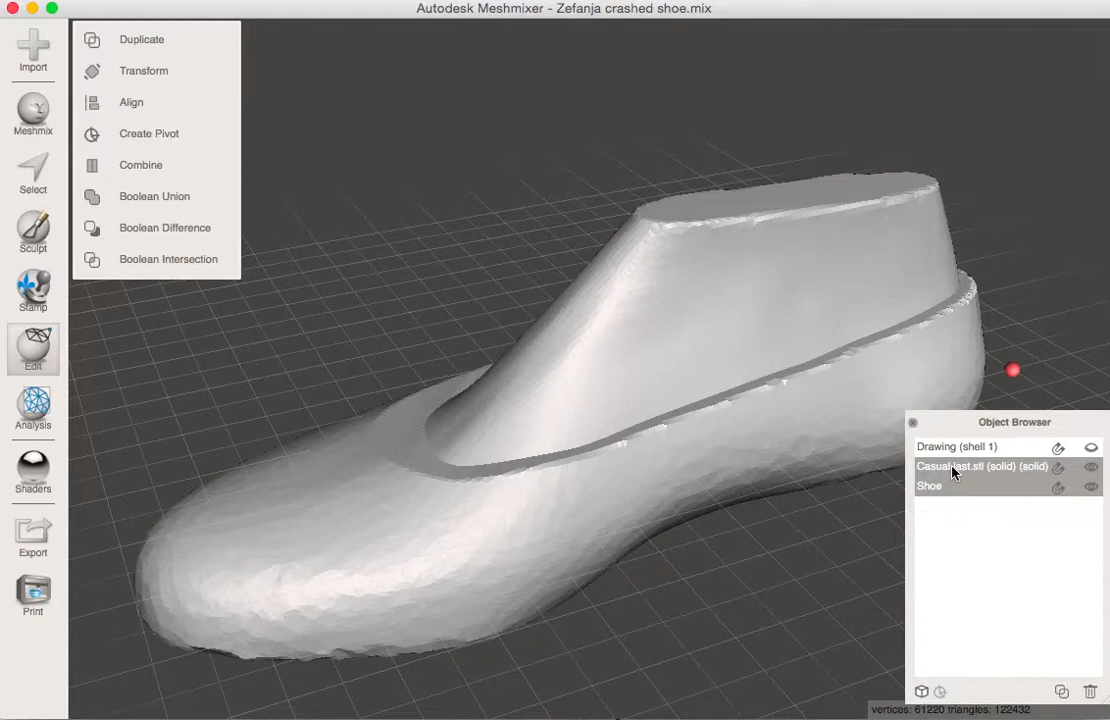 Autodesk Meshmixer - Zefanja crashed shoe.mix
Import
Meshmix
Select
Sculpt
Stamp
Edit
Analysis
Shaders
Export
Print
Duplicate
Transform
Align
Create Pivot
Combine
Boolean Union
Boolean Difference
Boolean Intersection
Object Browser
Drawing (shell 1)
Casual last.stl (solid) (solid)
Shoe
vertices: 61220 triangles: 122432